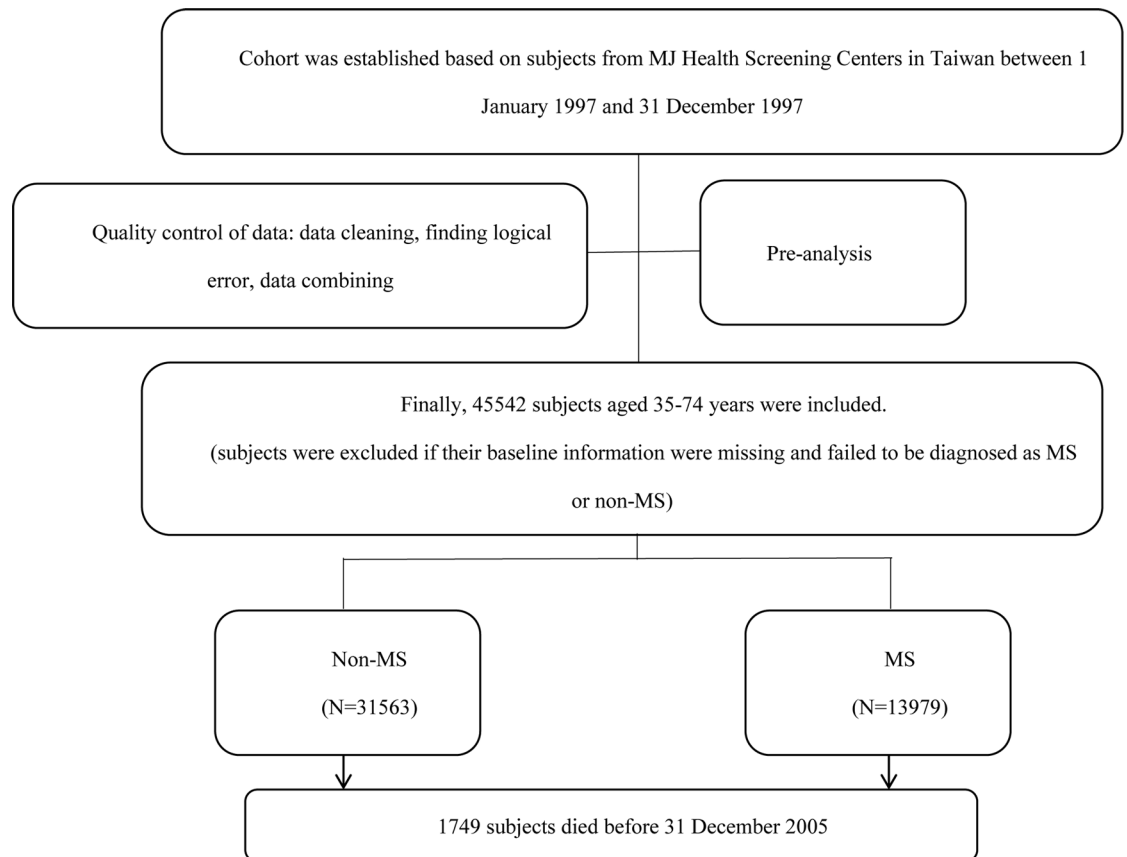 Cohort was established based on subjects from MJ Health Screening Centers in Taiwan between 1
January 1997 and 31 December 1997
Quality control of data: data cleaning, finding logical
error, data combining
Pre-analysis
Finally, 45542 subjects aged 35-74 years were included.
(subjects were excluded if their baseline information were missing and failed to be diagnosed as MS
or non-MS)
Non-MS
(N=31563)
MS
(N=13979)
1749 subjects died before 31 December 2005